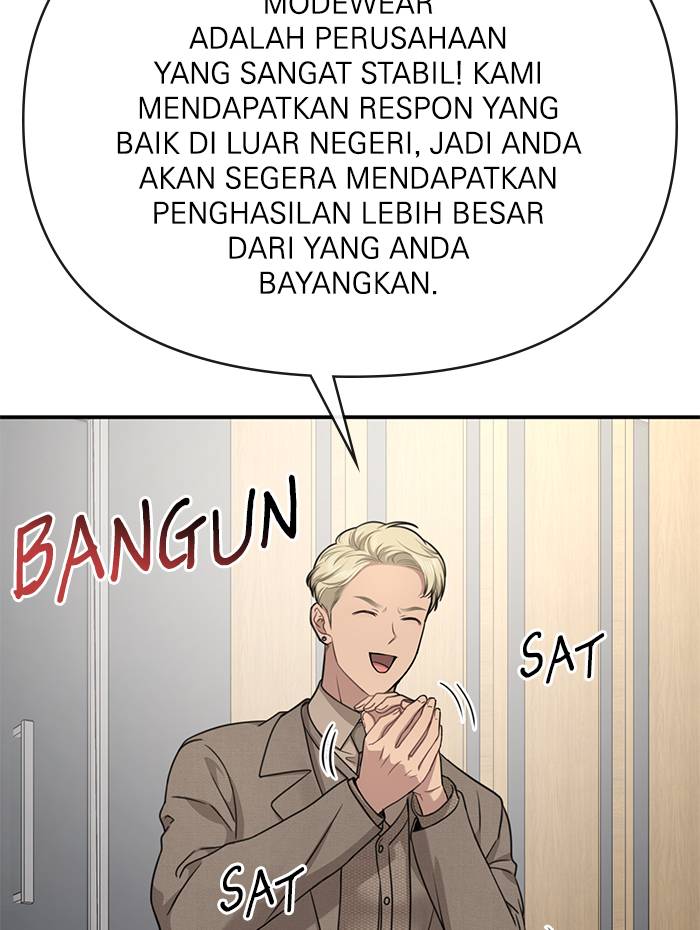 MODEWEAR
ADALAH PERUSAHAAN
YANG SANGAT STABIL! KAMI
MENDAPATKAN RESPON YANG
BAIK DI LUAR NEGERI, JADI ANDA
AKAN SEGERA MENDAPATKAN
PENGHASILAN LEBIH BESAR
DARI YANG ANDA
BAYANGKAN.
BANGUN
SAT
SAT